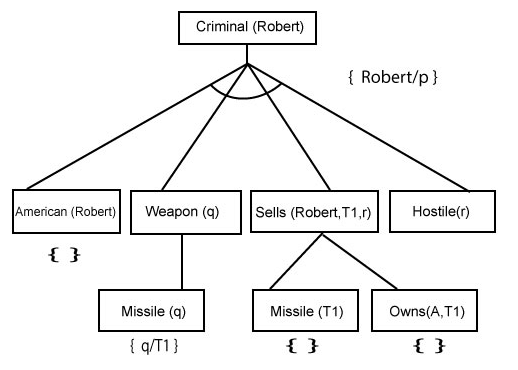 Criminal (Robert)
{ Robert/p }
American (Robert)
Weapon (q)
Sells (Robert,T1,r)
Hostile(r)
{ }
Missile (q)
Missile (T1)
Owns(A,T1)
{ q/T1 }
{ }
{ }